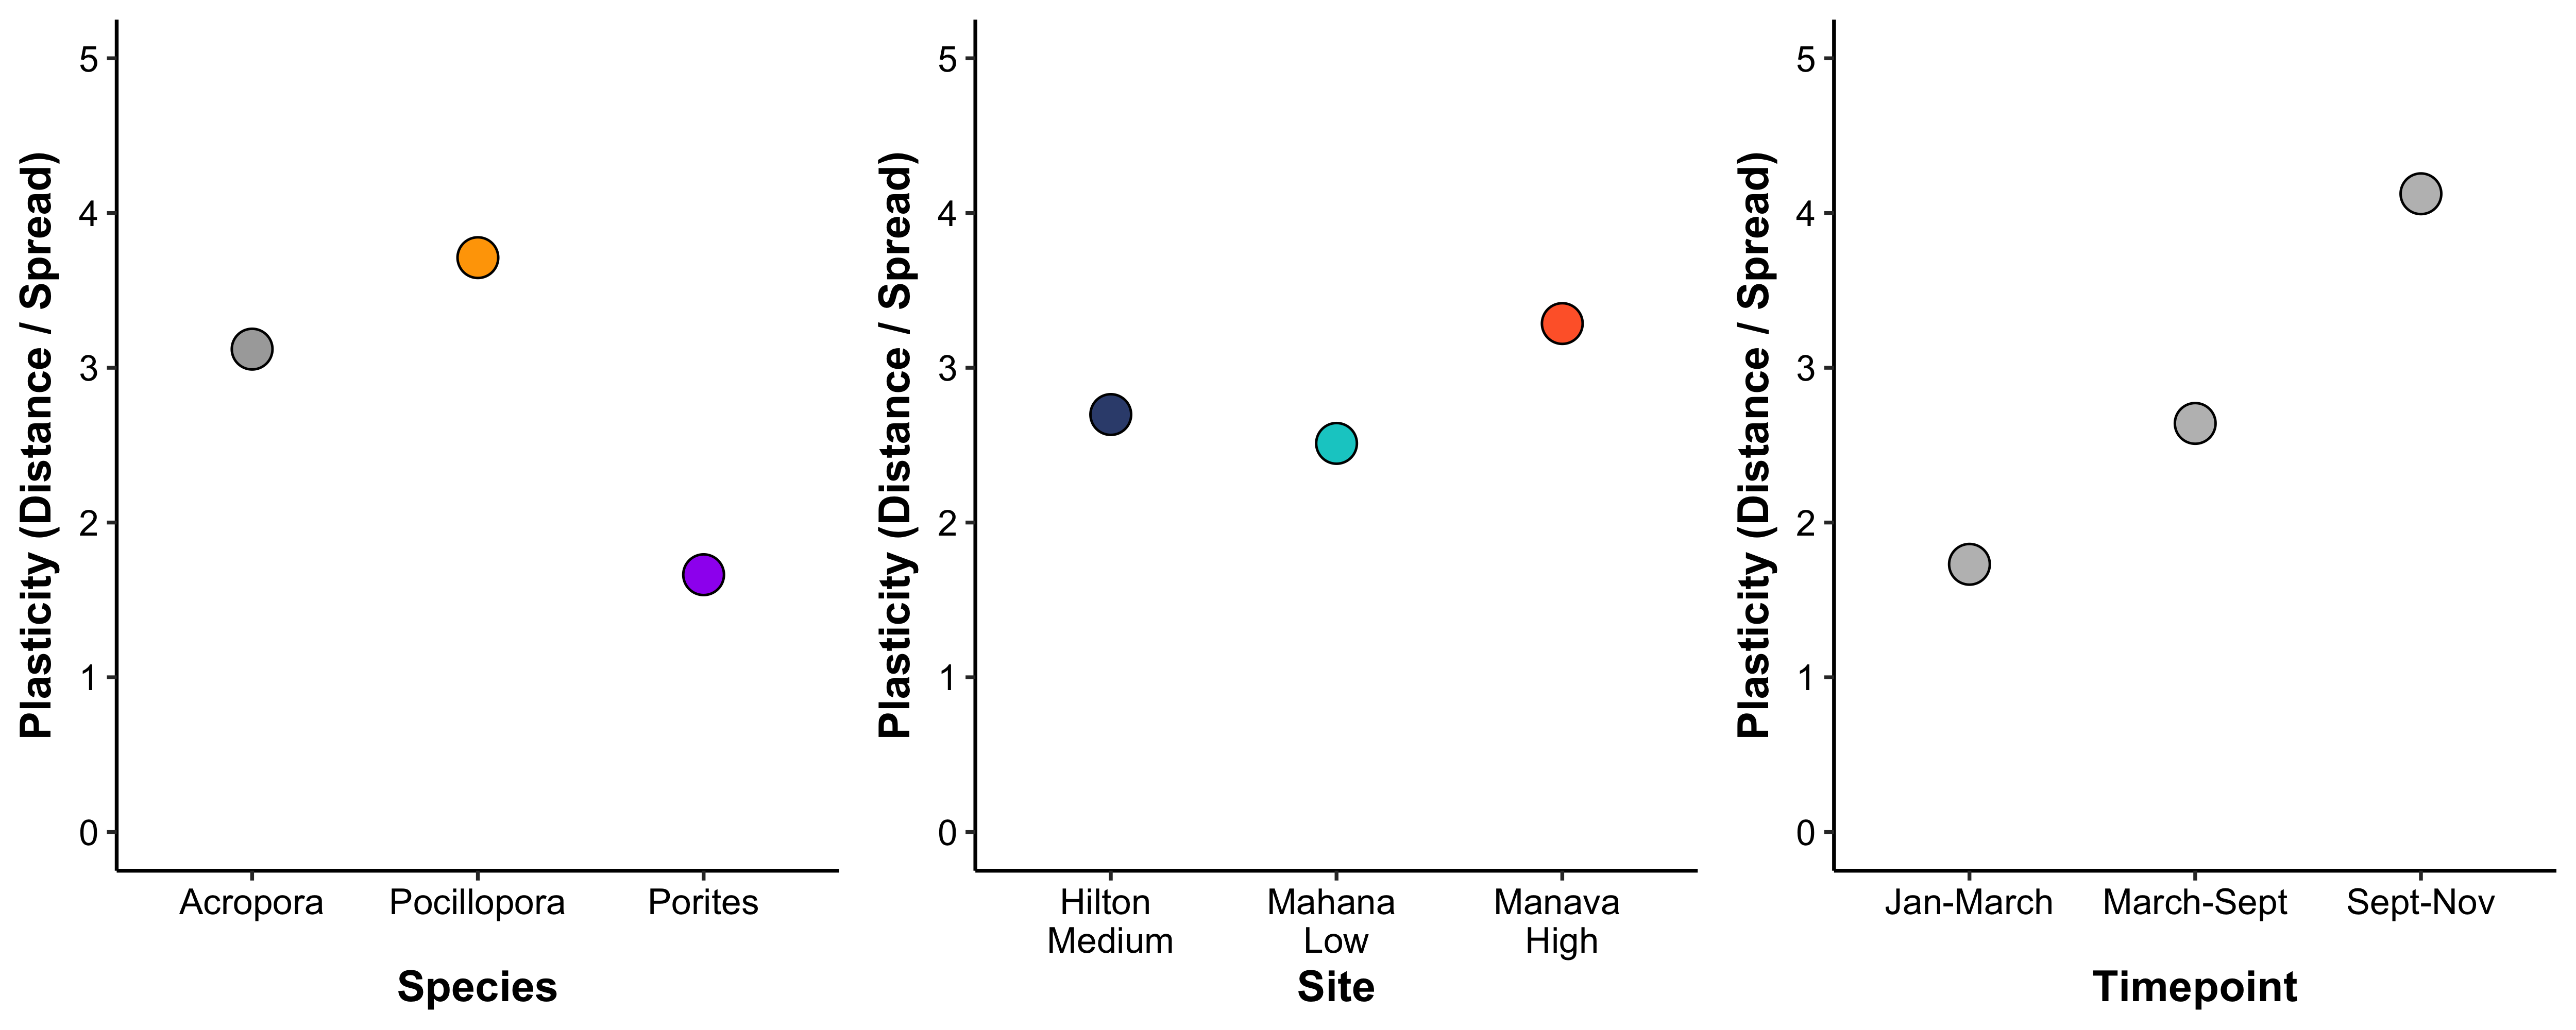 Plasticity (Distance / Spread)
5
4
3
2
1
0
Acropora Pocillopora Porites
Species
Plasticity (Distance / Spread)
5
4
3
2
1
0
Hilton Mahana Manava
Medium Low High
Site
Plasticity (Distance / Spread)
5
4
3
2
1
0
Jan-March March-Sept Sept-Nov
Timepoint